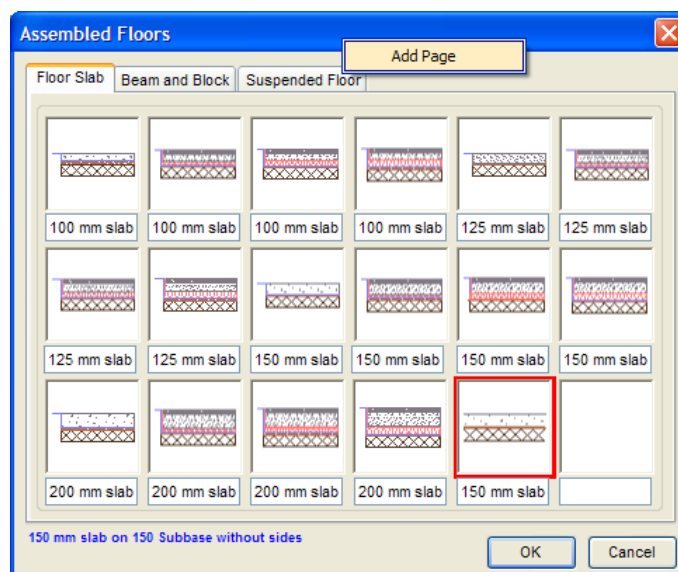 Assembled Floors
Add Page
Floor Slab Beam and Block Suspended Floor
100 mm slab 100 mm slab 100 mm slab 100 mm slab 125 mm slab 125 mm slab
125 mm slab 125 mm slab 150 mm slab 150 mm slab 150 mm slab 150 mm slab
200 mm slab 200 mm slab 200 mm slab 200 mm slab 150 mm slab
150 mm slab on 150 Subbase without sides
OK Cancel